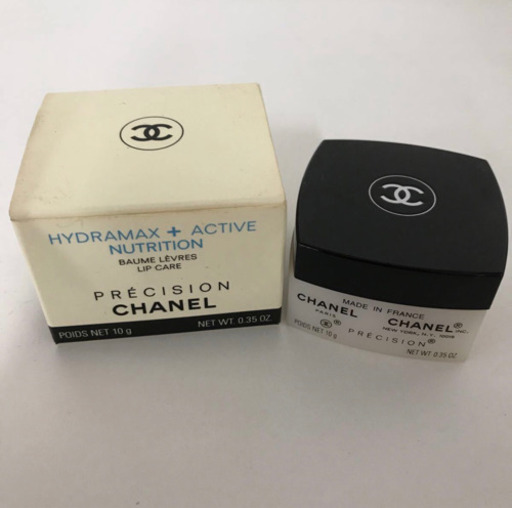 HYDRAMAX + ACTIVE
NUTRITION
BAUME LÈVRES
LIP CARE
PRÉCISION
CHANEL
POIDS NET 10 g NET WT. 0.35 OZ.
MADE IN FRANCE
CHANEL
PARIS
CHANEL® INC.
NEW YORK, N.Y. 10019
®
PRÉCISION®
POIDS NET 10 g
NET WT. 0.35 OZ